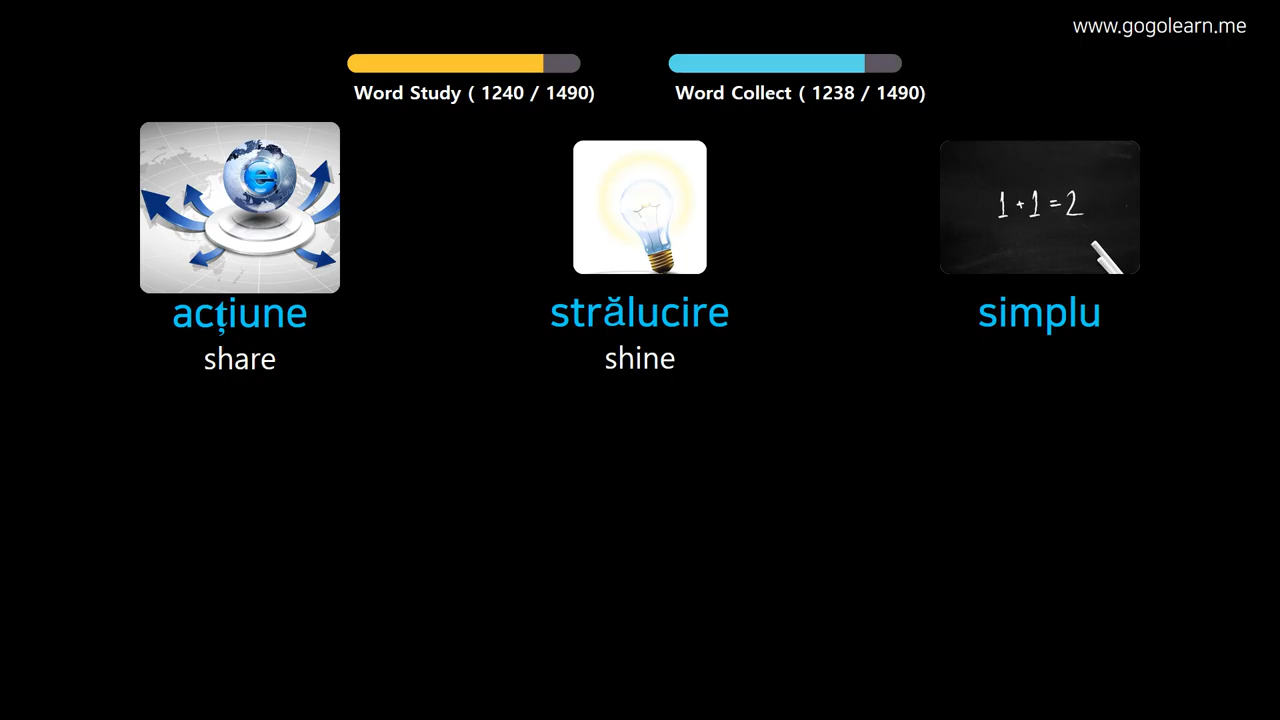 www.gogolearn.me
Word Study ( 1240 / 1490)
Word Collect ( 1238 / 1490)
e
1+1=2
acțiune
strălucire
simplu
share
shine